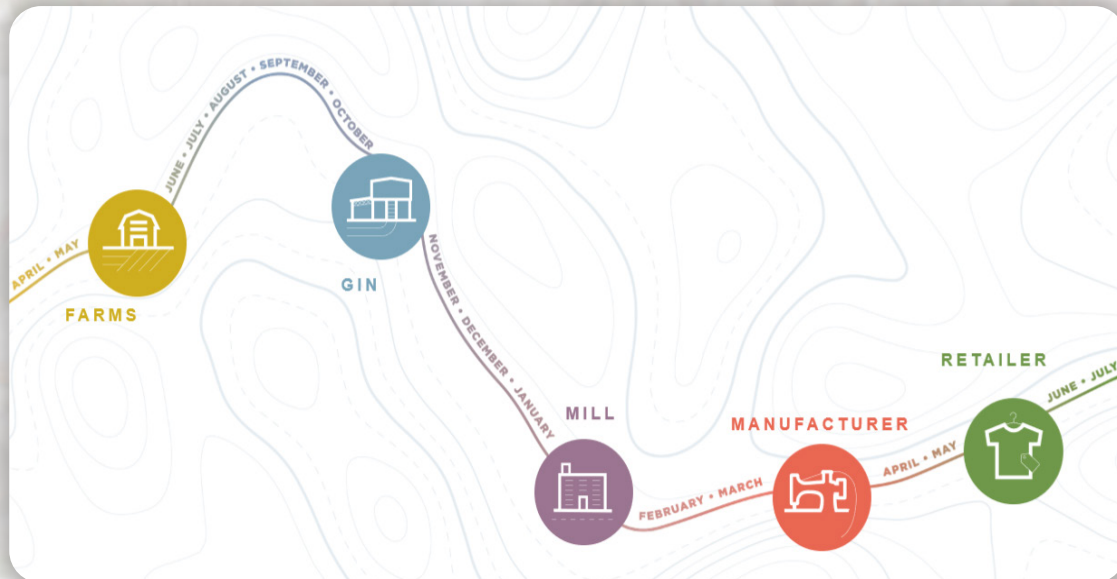 APRIL • MAY
FARMS
JUNE • JULY • AUGUST • SEPTEMBER • OCTOBER
GIN
NOVEMBER • DECEMBER • JANUARY
MILL
FEBRUARY • MARCH
MANUFACTURER
APRIL • MAY
RETAILER
JUNE • JULY